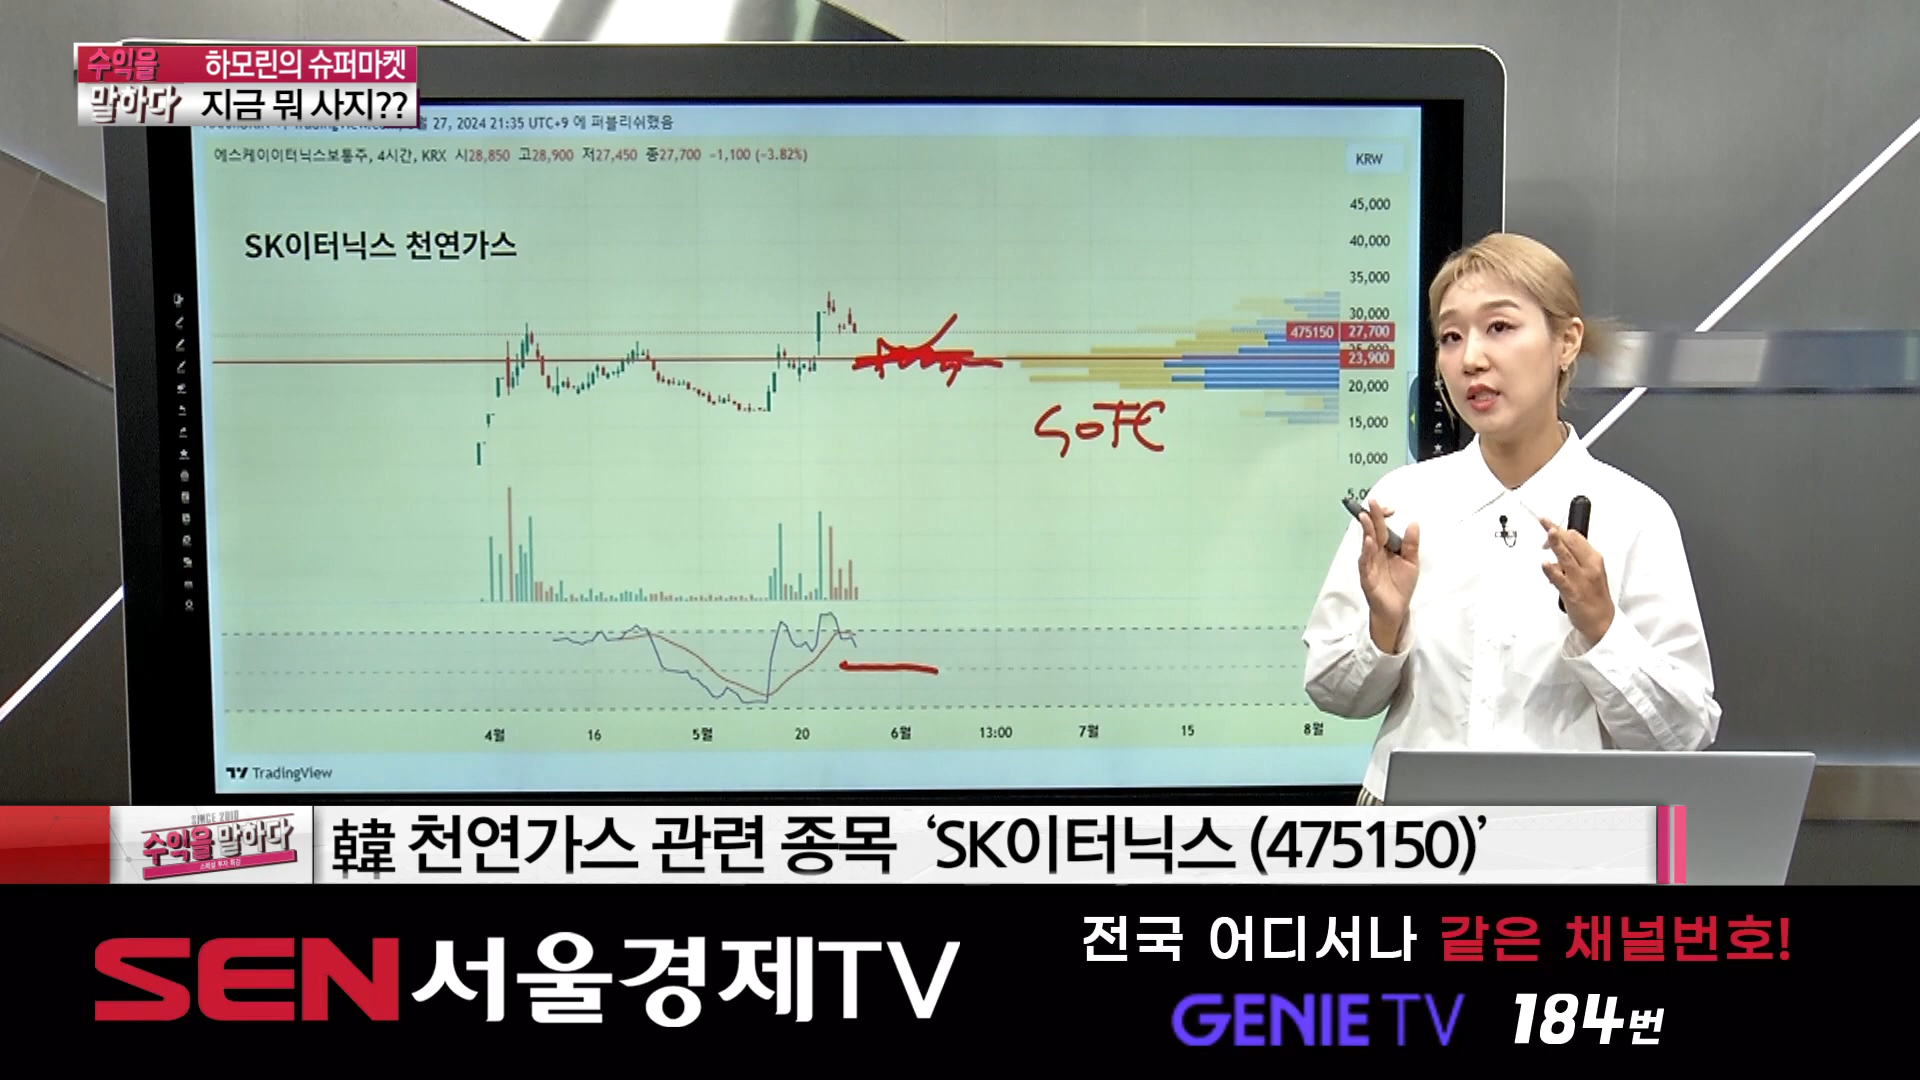 수익을 말하다
하모린의 슈퍼마켓
지금 뭐 사지??
27, 2024 21:35 UTC+9 에 퍼블리쉬했음
에스케이이터닉스보통주, 4시간, KRX 시28,850 고28,900 저27,450 종27,700 −1,100 (−3.82%)
KRW
SK이터닉스 천연가스
45,000
40,000
35,000
30,000
475150 27,700
25,000
23,900
20,000
15,000
10,000
SOFC
4월 16 5월 20 6월 13:00 7월 15 8월
TradingView
SINCE 2010
수익을 말하다
韓 천연가스 관련 종목 ‘SK이터닉스 (475150)’
SEN 서울경제TV
전국 어디서나 같은 채널번호!
GENIE TV 184번